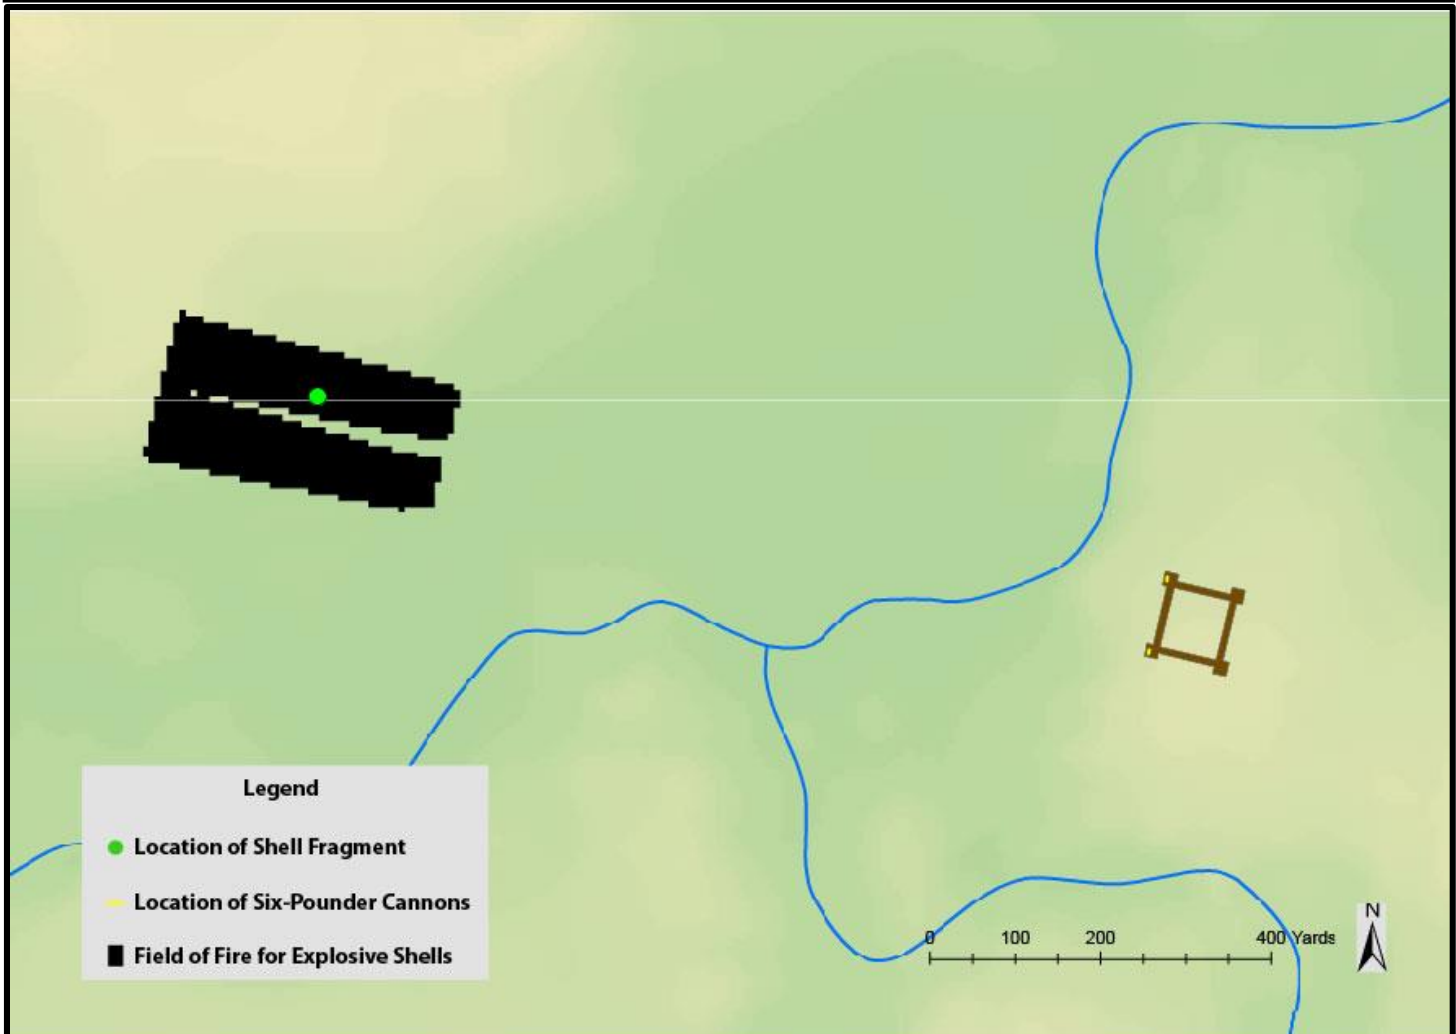 Legend
Location of Shell Fragment
Location of Six-Pounder Cannons
Field of Fire for Explosive Shells
0 100 200 400 Yards
N